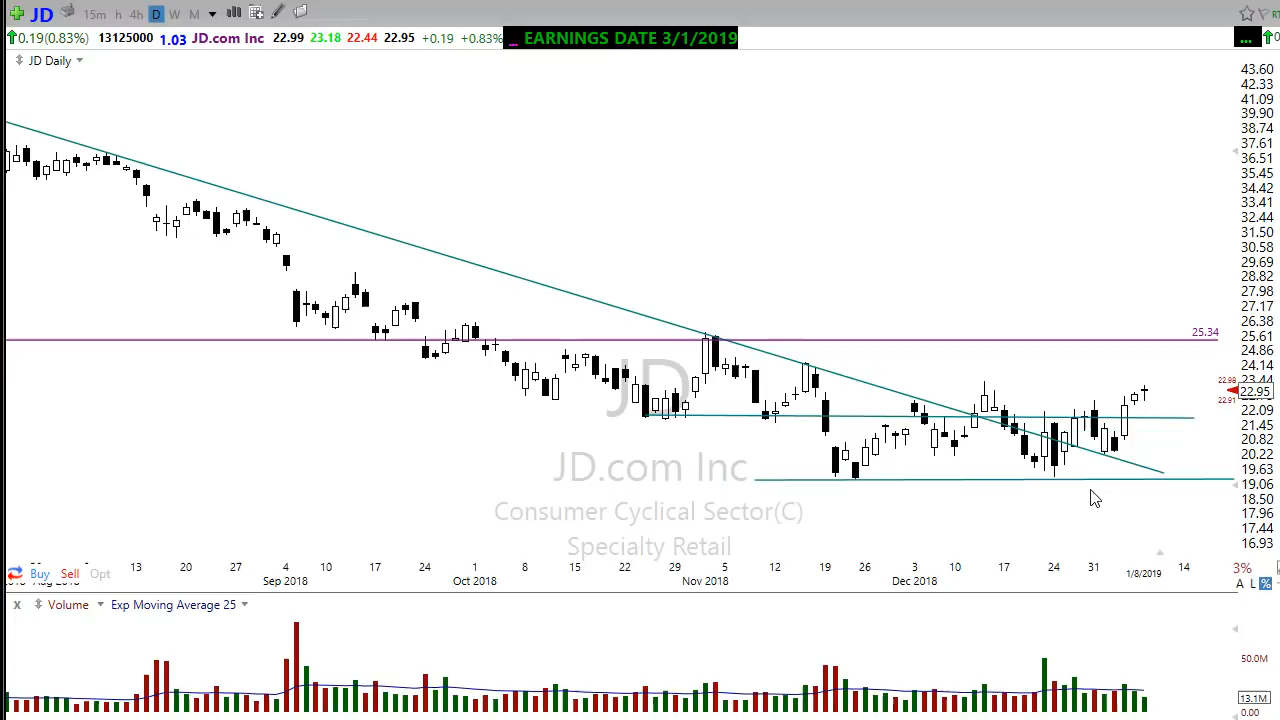 JD 15m h 4h D W M
0.19(0.83%) 13125000 1.03 JD.com Inc 22.99 23.18 22.44 22.95 +0.19 +0.83% ... EARNINGS DATE 3/1/2019 ...
JD Daily
43.60
42.33
41.09
39.90
38.74
37.61
36.51
35.45
34.42
33.41
32.44
31.50
30.58
29.69
28.82
27.98
27.17
26.38
25.34
25.61
24.86
24.14
23.44
22.98
22.95
22.91
22.09
21.45
20.82
20.22
19.63
19.06
18.50
17.96
17.44
16.93
JD
JD.com Inc
Consumer Cyclical Sector(C)
Specialty Retail
13 20 27 10 17 24 1 8 15 22 29 5 12 19 26 3 10 17 24 31 14
Buy Sell Opt
Sep 2018 Oct 2018 Nov 2018 Dec 2018 1/8/2019
3%
A L %
X Volume Exp Moving Average 25
50.0M
13.1M
0.00